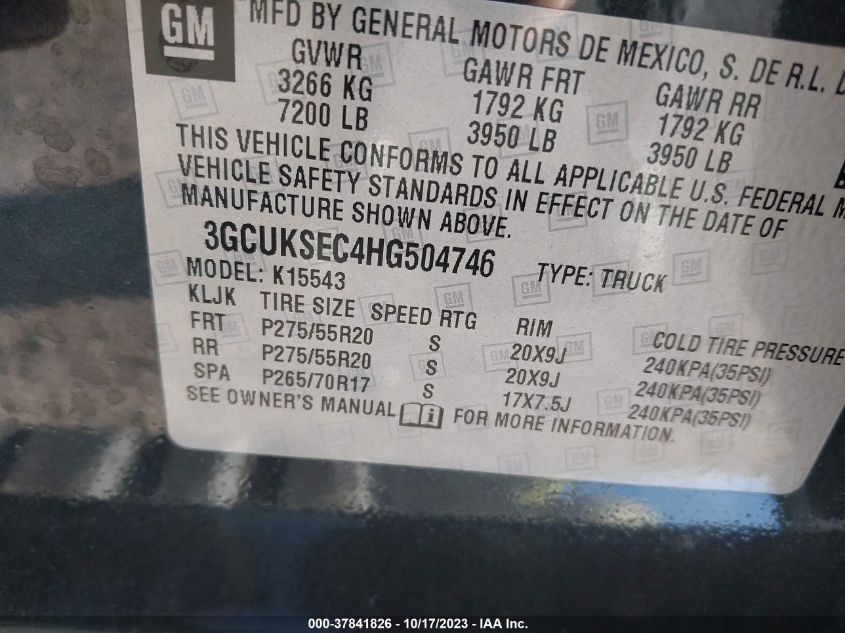 GM
MFD BY GENERAL MOTORS DE MEXICO, S. DE R.L.
GVWR GAWR FRT GAWR RR
3266 KG 1792 KG 1792 KG
7200 LB 3950 LB 3950 LB
THIS VEHICLE CONFORMS TO ALL APPLICABLE U.S. FEDERAL
VEHICLE SAFETY STANDARDS IN EFFECT ON THE DATE OF
MANUFACTURE SHOWN ABOVE.
3GCUKSEC4HG504746 TYPE: TRUCK
MODEL: K15543
KLJK TIRE SIZE SPEED RTG RIM COLD TIRE PRESSURE
FRT P275/55R20 S 20X9J 240KPA(35PSI)
RR P275/55R20 S 20X9J 240KPA(35PSI)
SPA P265/70R17 S 17X7.5J 240KPA(35PSI)
SEE OWNER'S MANUAL FOR MORE INFORMATION.
000-37841826 - 10/17/2023 - IAA Inc.